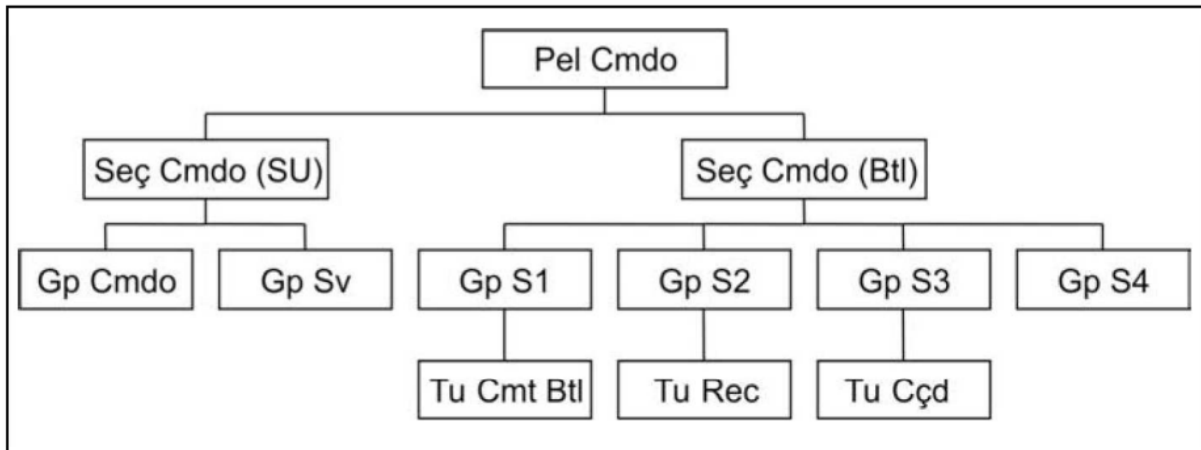 Pel Cmdo
Seç Cmdo (SU)
Seç Cmdo (Btl)
Gp Cmdo
Gp Sv
Gp S1
Gp S2
Gp S3
Gp S4
Tu Cmt Btl
Tu Rec
Tu Cçd